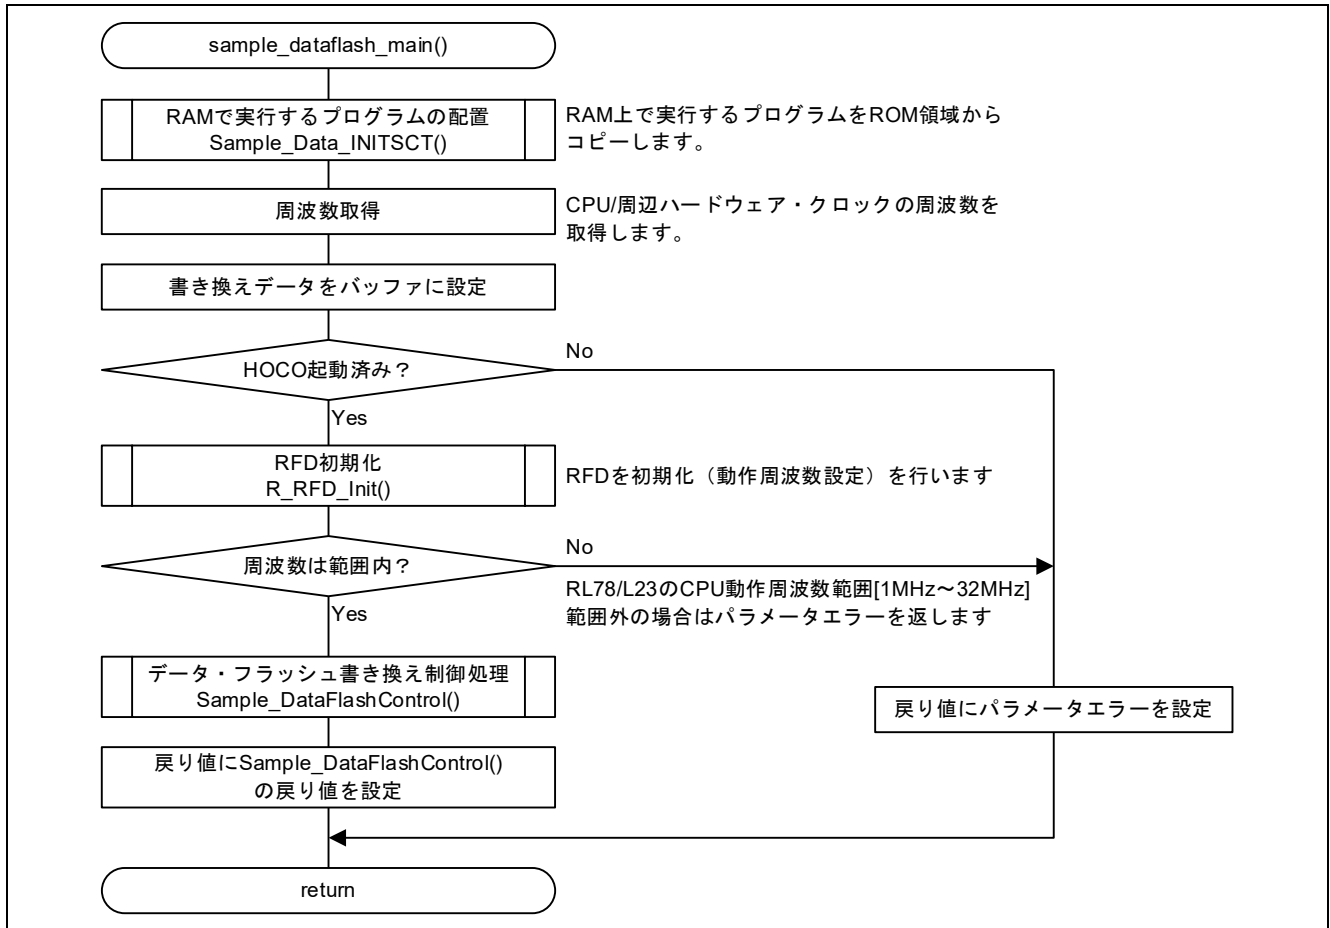 sample_dataflash_main()
RAMで実行するプログラムの配置
Sample_Data_INITSCT()
RAM上で実行するプログラムをROM領域から
コピーします。
周波数取得
CPU/周辺ハードウェア・クロックの周波数を
取得します。
書き換えデータをバッファに設定
HOCO起動済み？
No
Yes
RFD初期化
R_RFD_Init()
RFDを初期化（動作周波数設定）を行います
周波数は範囲内？
No
RL78/L23のCPU動作周波数範囲[1MHz～32MHz]
範囲外の場合はパラメータエラーを返します
Yes
データ・フラッシュ書き換え制御処理
Sample_DataFlashControl()
戻り値にパラメータエラーを設定
戻り値にSample_DataFlashControl()
の戻り値を設定
return